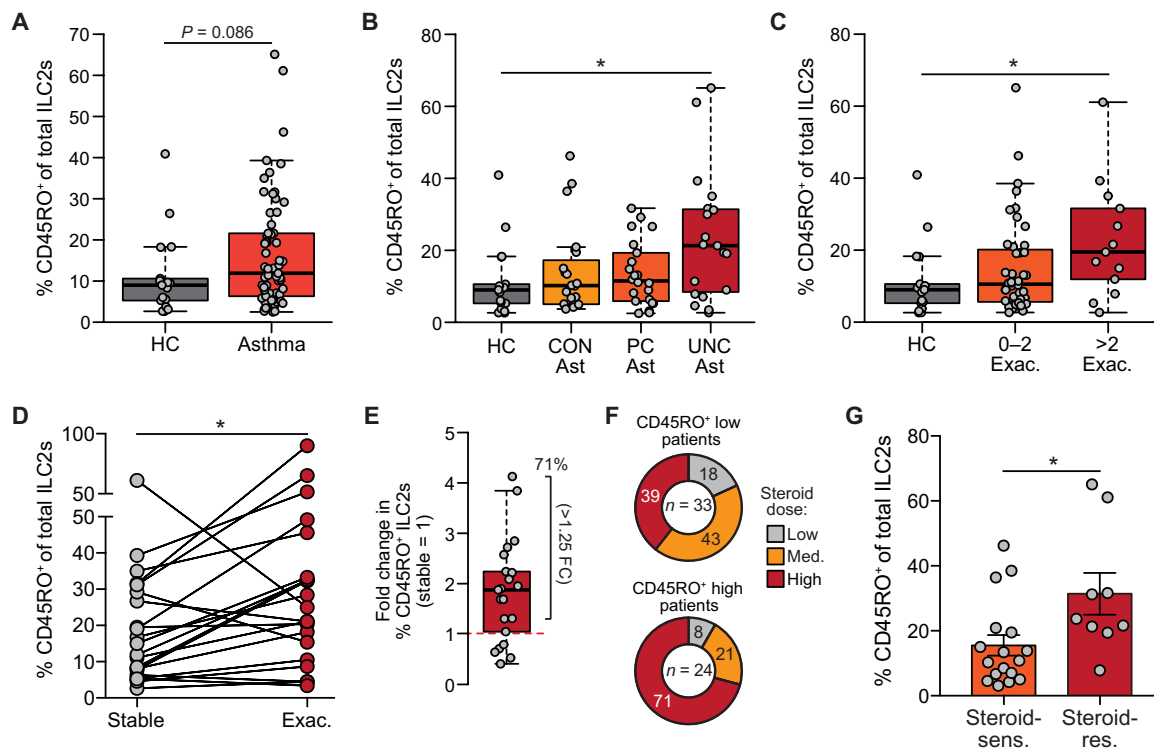 A
% CD45RO⁺ of total ILC2s
70
60
50
40
30
20
10
0
P = 0.086
HC
Asthma
B
% CD45RO⁺ of total ILC2s
80
60
40
20
0
*
HC
CON
Ast
PC
Ast
UNC
Ast
C
% CD45RO⁺ of total ILC2s
80
60
40
20
0
*
HC
0–2
Exac.
>2
Exac.
D
% CD45RO⁺ of total ILC2s
100
50
50
40
30
20
10
0
*
Stable
Exac.
E
Fold change in
% CD45RO⁺ ILC2s
(stable = 1)
5
4
3
2
1
0
71%
(>1.25 FC)
F
CD45RO⁺ low
patients
18
39
n = 33
43
CD45RO⁺ high
patients
8
21
n = 24
71
Steroid
dose:
Low
Med.
High
G
% CD45RO⁺ of total ILC2s
80
60
40
20
0
*
Steroid-
sens.
Steroid-
res.